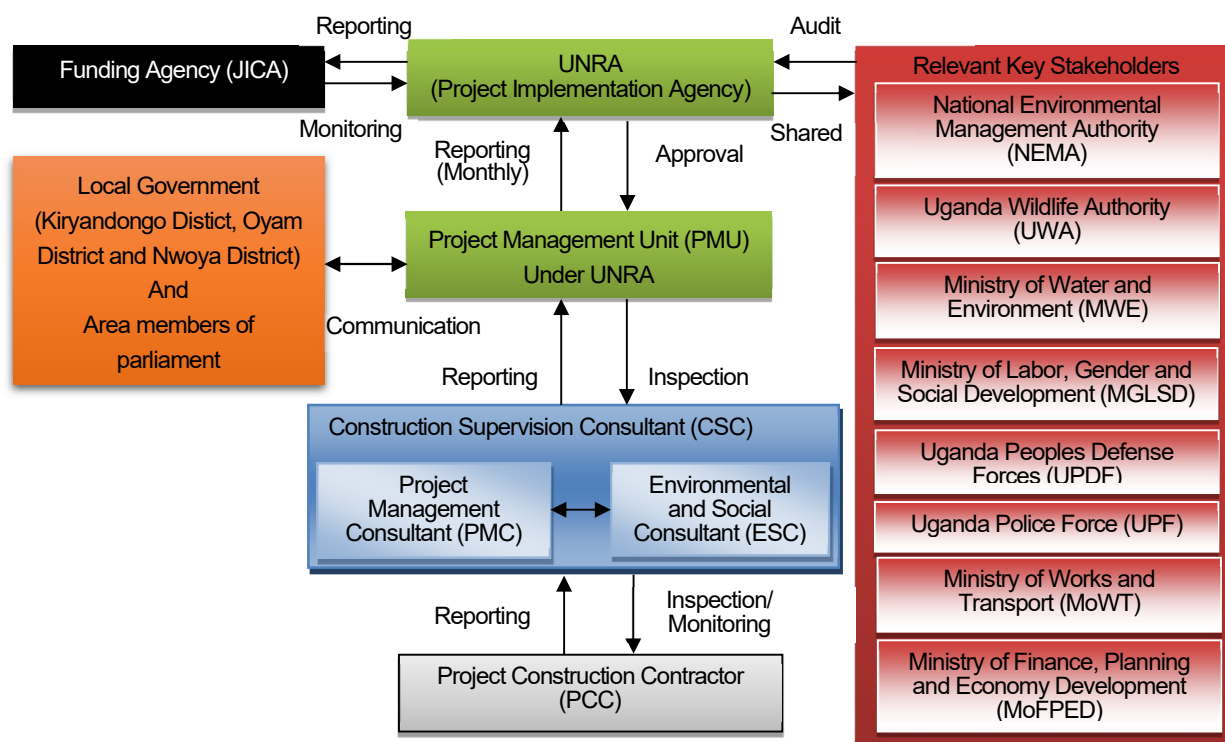 Reporting
Audit
Funding Agency (JICA)
UNRA
(Project Implementation Agency)
Relevant Key Stakeholders
Monitoring
Reporting
(Monthly)
Approval
Shared
National Environmental
Management Authority
(NEMA)
Local Government
(Kiryandongo Distict, Oyam
District and Nwoya District)
And
Area members of
parliament
Uganda Wildlife Authority
(UWA)
Project Management Unit (PMU)
Under UNRA
Ministry of Water and
Environment (MWE)
Communication
Reporting
Inspection
Ministry of Labor, Gender and
Social Development (MGLSD)
Construction Supervision Consultant (CSC)
Uganda Peoples Defense
Forces (UPDF)
Project
Management
Consultant (PMC)
Environmental
and Social
Consultant (ESC)
Uganda Police Force (UPF)
Reporting
Inspection/
Monitoring
Ministry of Works and
Transport (MoWT)
Project Construction Contractor
(PCC)
Ministry of Finance, Planning
and Economy Development
(MoFPED)